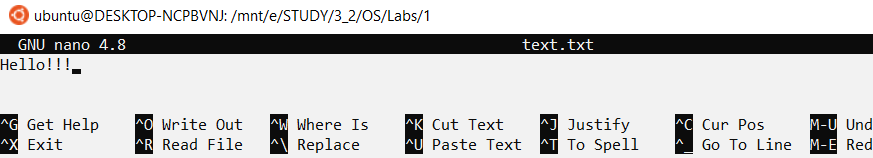 ubuntu@DESKTOP-NCPBVNJ: /mnt/e/STUDY/3_2/OS/Labs/1
GNU nano 4.8 text.txt
Hello!!!
^G Get Help ^O Write Out ^W Where Is ^K Cut Text ^J Justify ^C Cur Pos M-U Und
^X Exit ^R Read File ^\ Replace ^U Paste Text ^T To Spell ^_ Go To Line M-E Red